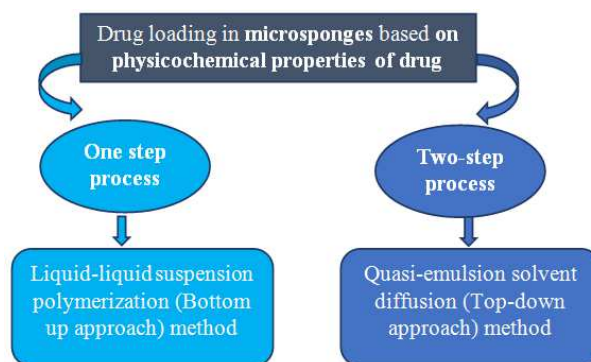 Drug loading in microsponges based on
physicochemical properties of drug
One step
process
Two-step
process
Liquid-liquid suspension
polymerization (Bottom
up approach) method
Quasi-emulsion solvent
diffusion (Top-down
approach) method